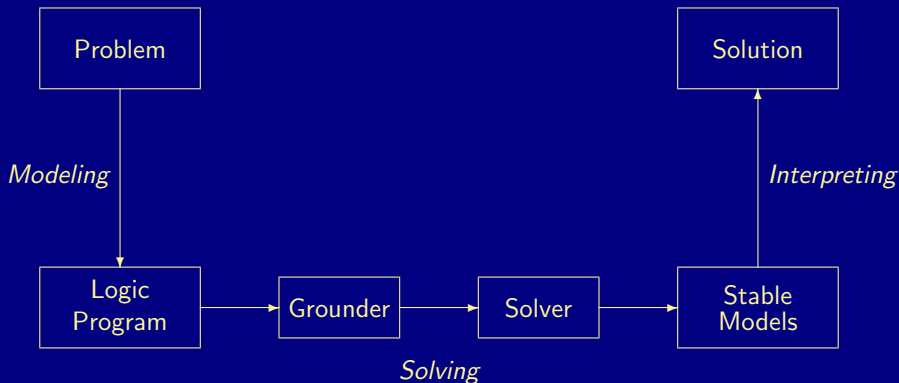 Problem
Solution
Modeling
Interpreting
Logic
Program
Grounder
Solver
Stable
Models
Solving